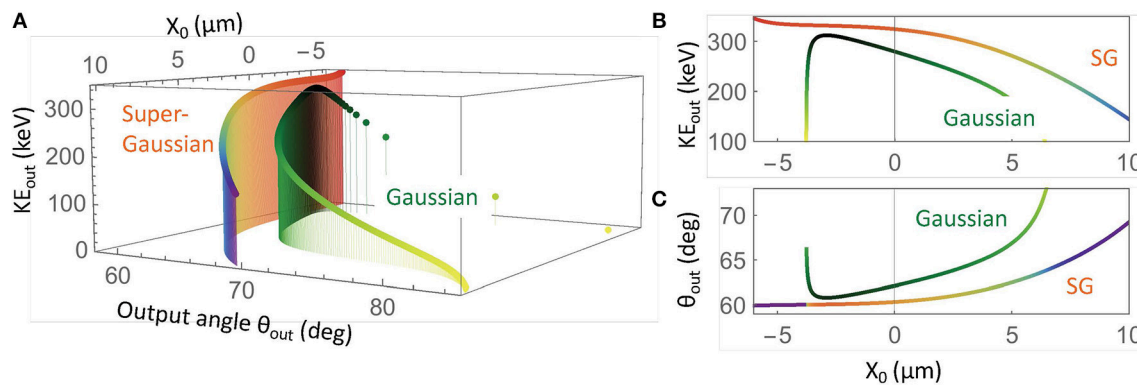 A
X₀ (μm)
10
5
0
−5
KEout (keV)
300
200
100
0
Super-
Gaussian
Gaussian
60
70
80
Output angle θout (deg)
B
KEout (keV)
300
200
100
SG
Gaussian
−5
0
5
10
C
θout (deg)
70
65
60
Gaussian
SG
−5
0
5
10
X₀ (μm)